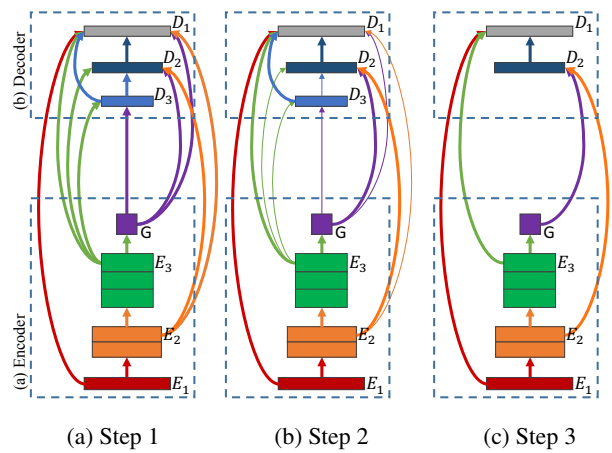 D₁ D₁ D₁
D₂ D₂ D₂
D₃ D₃
(b) Decoder
G G G
E₃ E₃ E₃
E₂ E₂ E₂
E₁ E₁ E₁
(a) Encoder
(a) Step 1 (b) Step 2 (c) Step 3